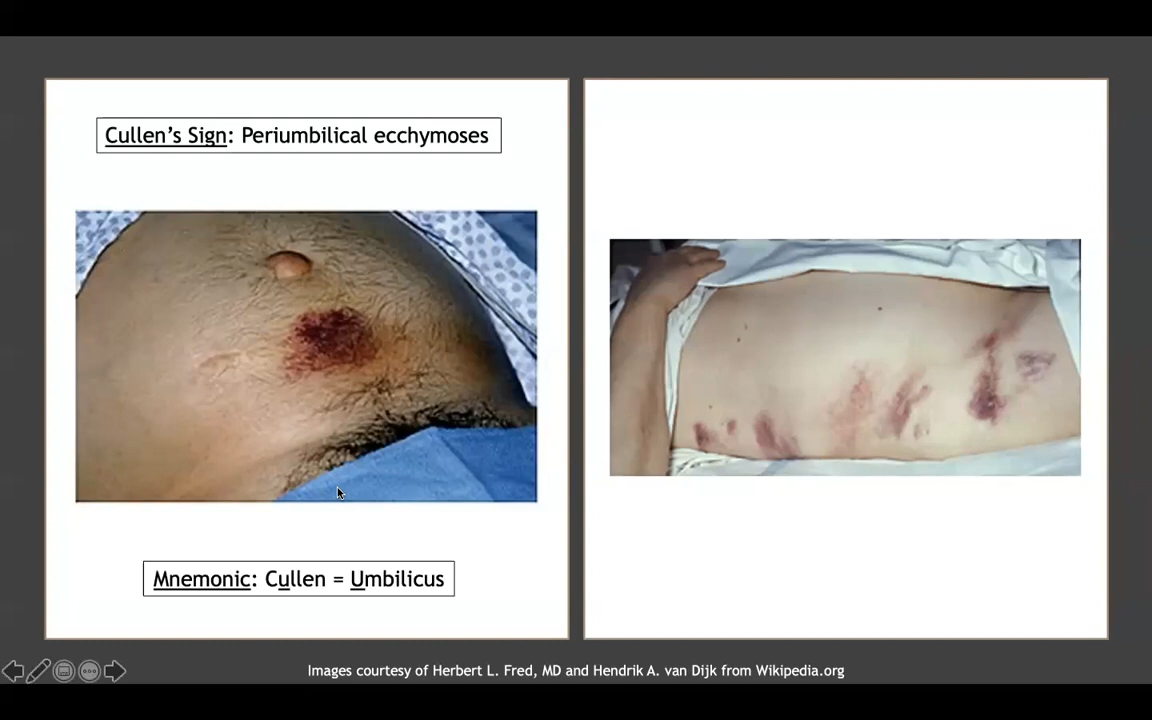 Cullen’s Sign: Periumbilical ecchymoses
Mnemonic: Cullen = Umbilicus
Images courtesy of Herbert L. Fred, MD and Hendrik A. van Dijk from Wikipedia.org